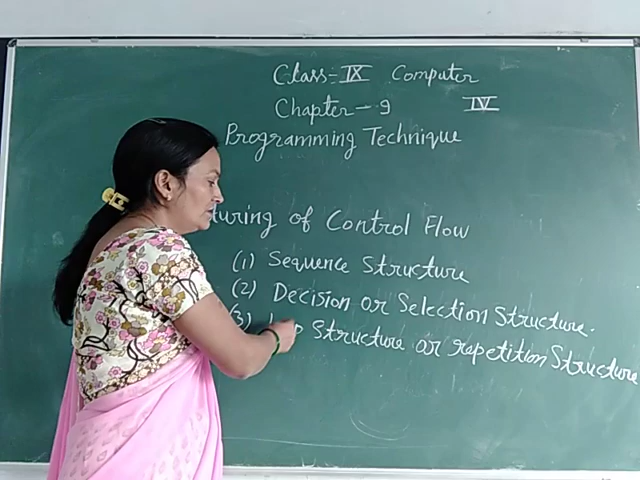 Class-IX Computer
Chapter-9 IV
Programming Technique
turing of Control Flow
(1) Sequence Structure
(2) Decision or Selection Structure.
(3) Structure or repetition Structure